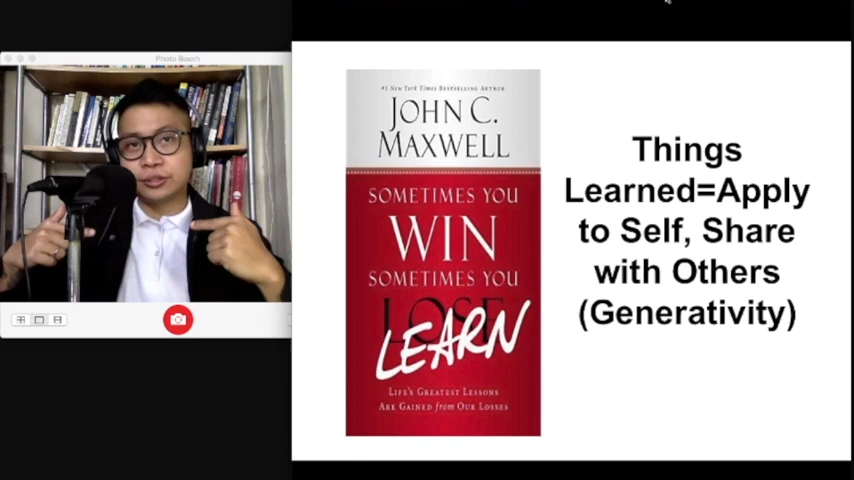 Photo Booth
#1 New York Times Bestselling Author
JOHN C.
MAXWELL
SOMETIMES YOU
WIN
SOMETIMES YOU
LOSE
LEARN
Life's Greatest Lessons
Are Gained from Our Losses
Things
Learned=Apply
to Self, Share
with Others
(Generativity)